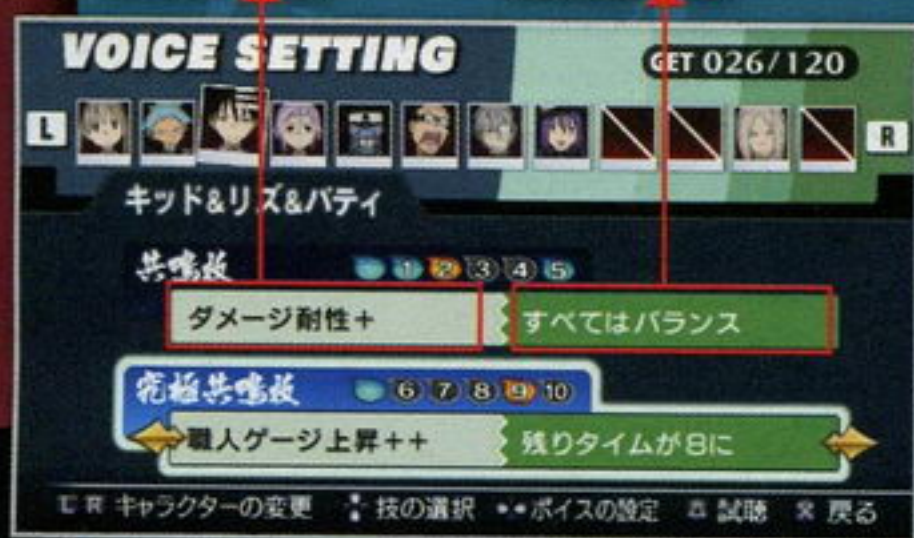 VOICE SETTING
GET 026/120
L
R
キッド&リズ&パティ
共鳴技
1 2 3 4 5
ダメージ耐性+
すべてはバランス
究極共鳴技
6 7 8 9 10
職人ゲージ上昇++
残りタイムが8に
L R キャラクターの変更 技の選択 ボイスの設定 △ 試聴 × 戻る